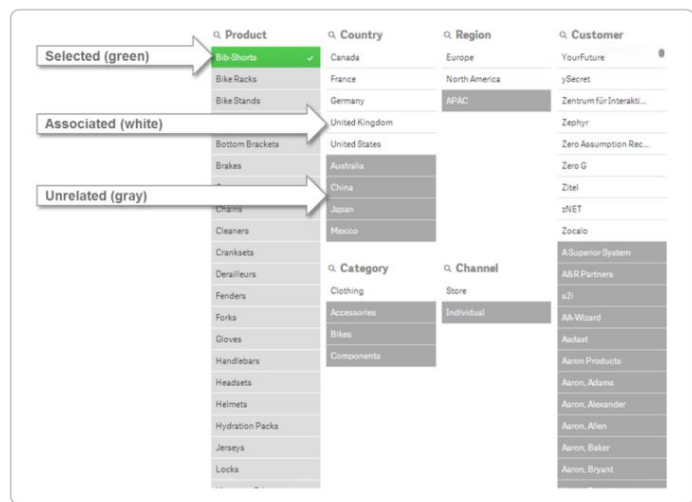 Product
Country
Region
Customer
Selected (green)
Bib-Shorts
Bike Racks
Bike Stands
Associated (white)
Bottom Brackets
Brakes
Unrelated (gray)
Chains
Cleaners
Cranksets
Derailleurs
Fenders
Forks
Gloves
Handlebars
Headsets
Helmets
Hydration Packs
Jerseys
Locks
Canada
France
Germany
United Kingdom
United States
Australia
China
Japan
Mexico
Category
Clothing
Accessories
Bikes
Components
Europe
North America
APAC
Channel
Store
Individual
YourFuture
ySecret
Zentrum für Interakti...
Zephyr
Zero Assumption Rec...
Zero G
Zitel
zNET
Zocalo
A Superior System
A&R Partners
a2i
AA-Wizard
Aadast
Aaron Products
Aaron, Adams
Aaron, Alexander
Aaron, Allen
Aaron, Baker
Aaron, Bryant